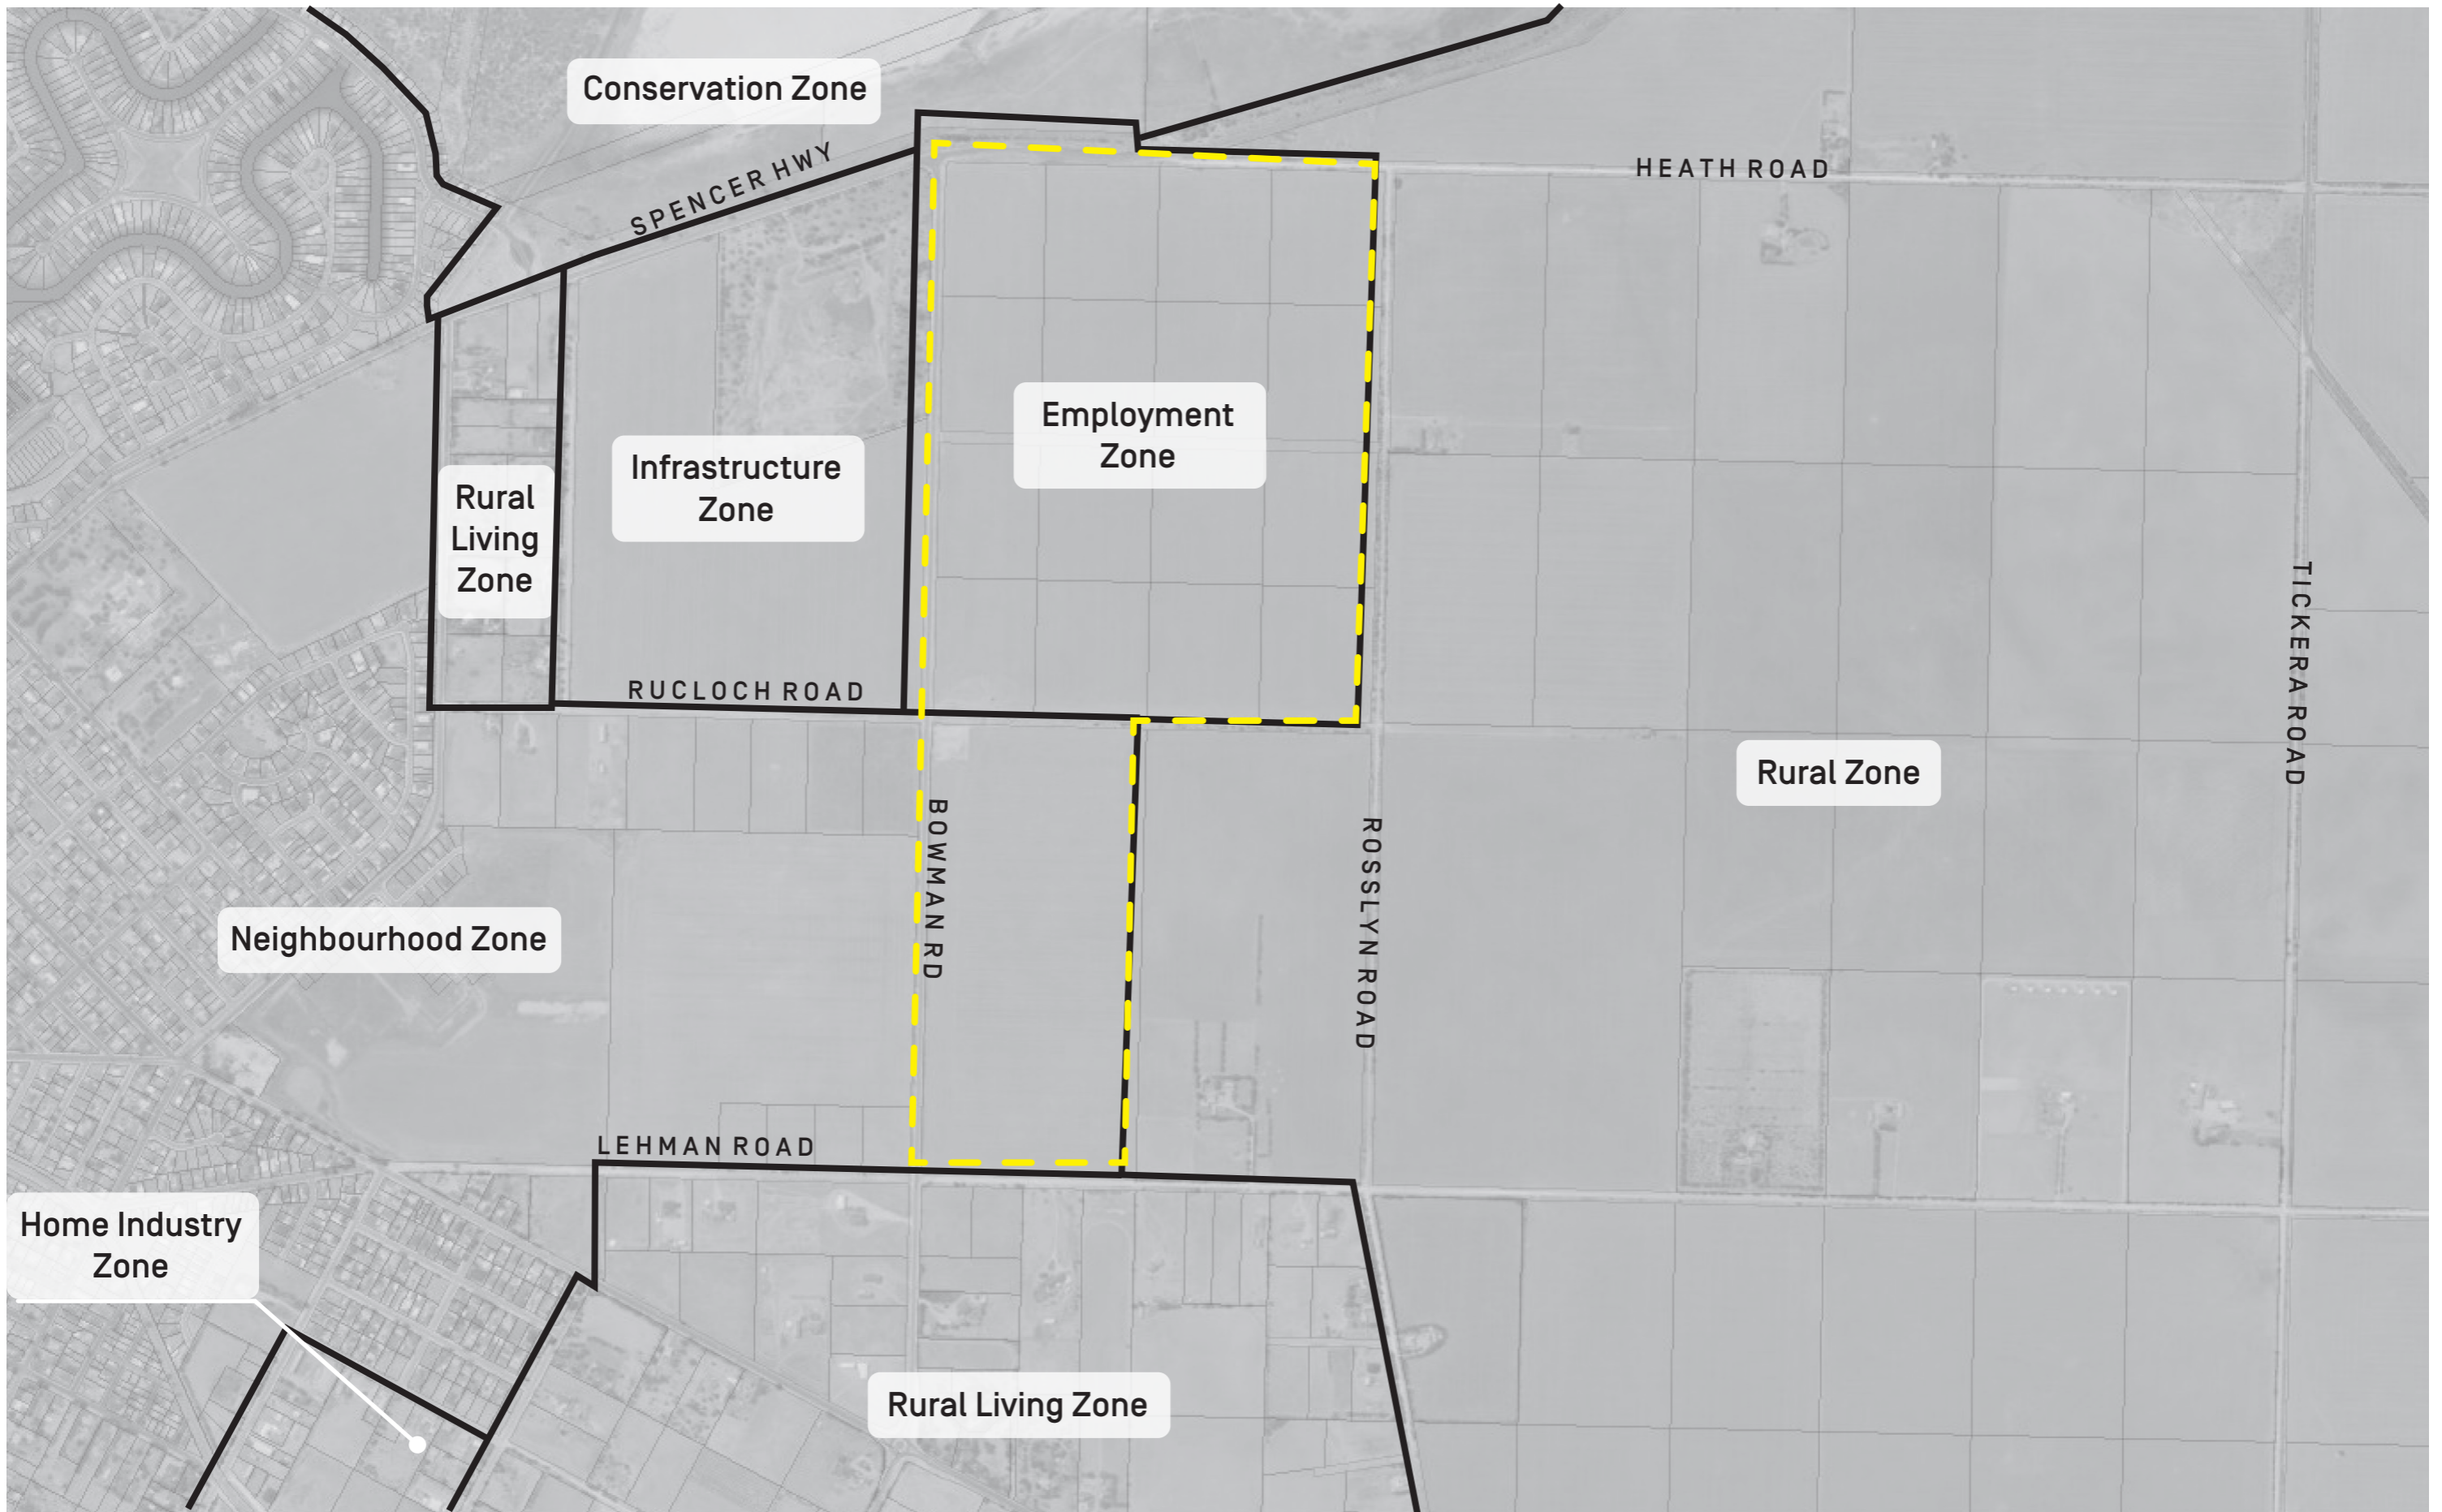 Conservation Zone
SPENCER HWY
HEATH ROAD
Employment
Zone
Infrastructure
Zone
Rural
Living
Zone
TICKERA ROAD
RUCLOCH ROAD
Rural Zone
BOWMAN RD
ROSSLYN ROAD
Neighbourhood Zone
LEHMAN ROAD
Home Industry
Zone
Rural Living Zone